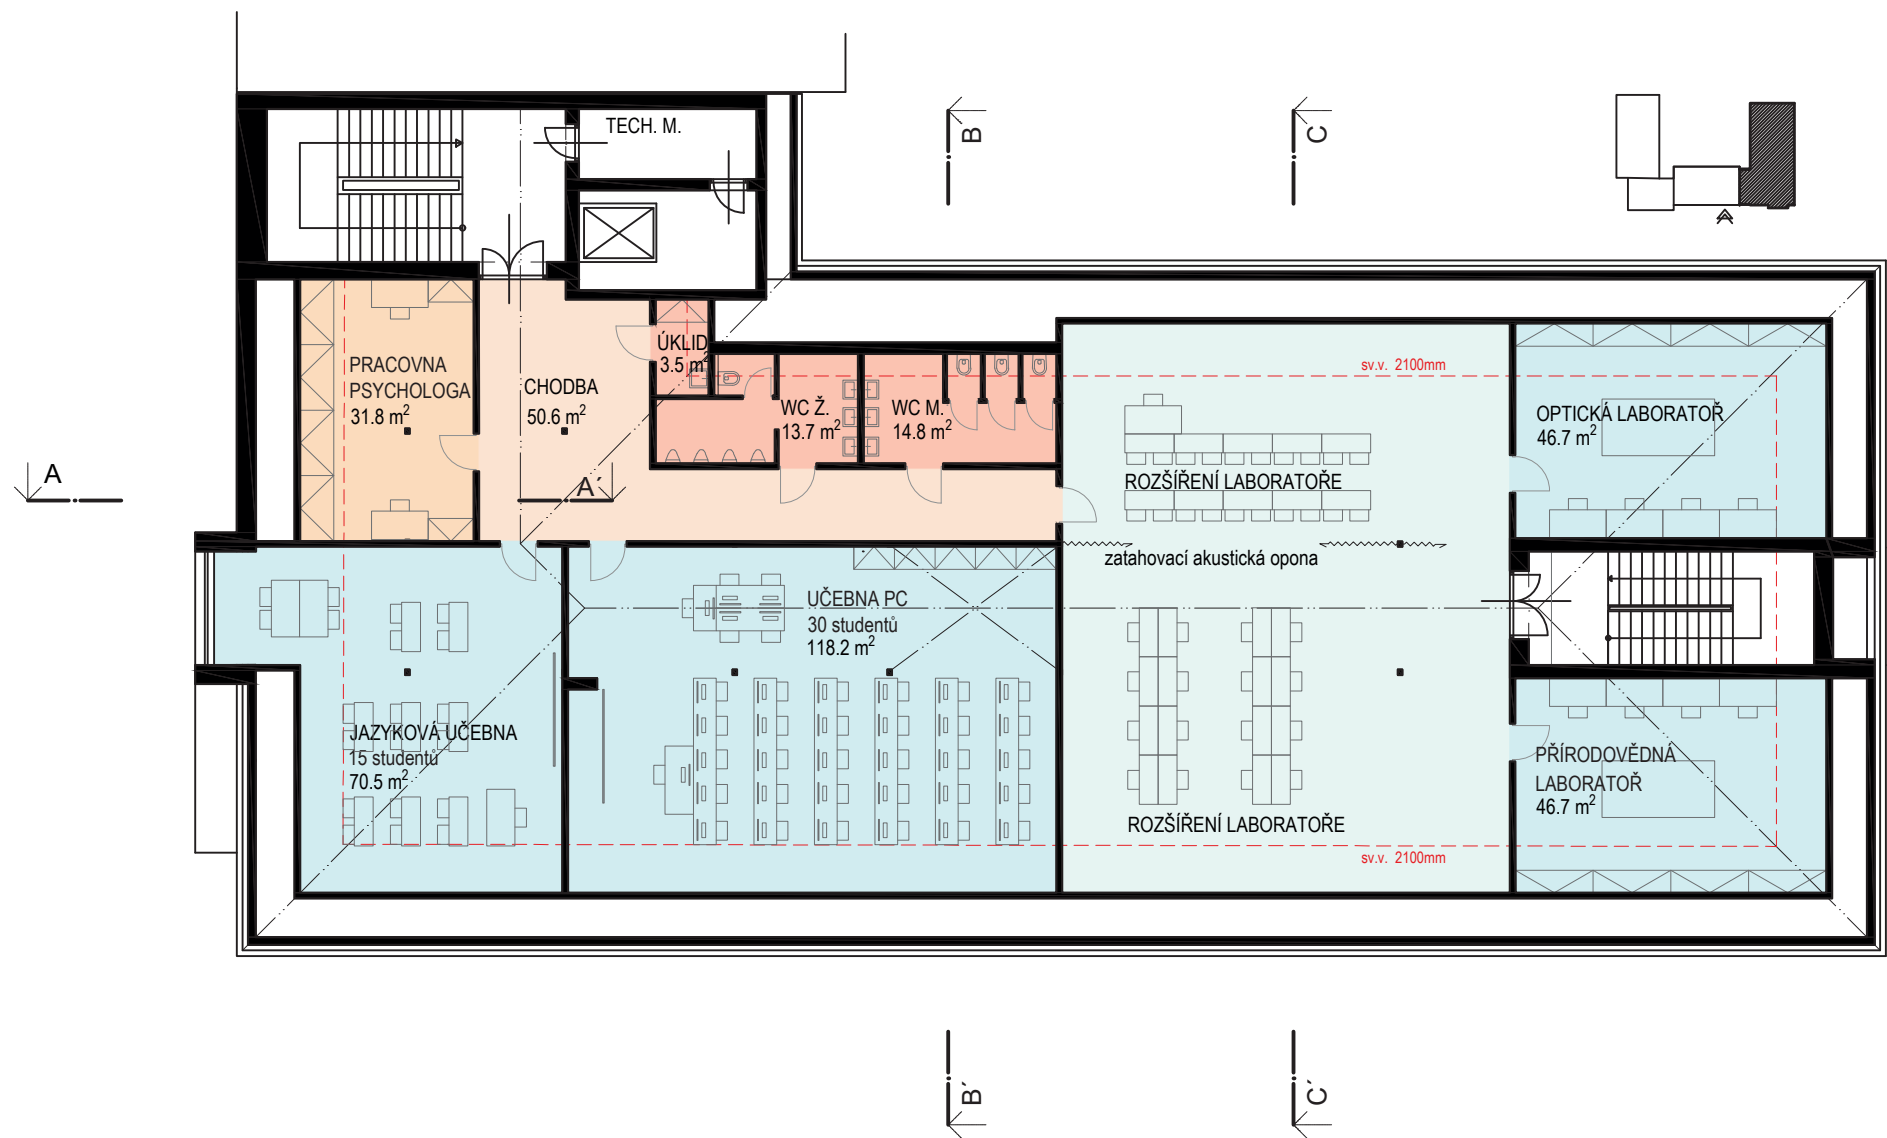 TECH. M.
B
C
PRACOVNA
PSYCHOLOGA
31.8 m²
CHODBA
50.6 m²
ÚKLID
3.5 m²
WC Ž.
13.7 m²
WC M.
14.8 m²
sv.v. 2100mm
OPTICKÁ LABORATOŘ
46.7 m²
ROZŠÍŘENÍ LABORATOŘE
A
A´
zatahovací akustická opona
UČEBNA PC
30 studentů
118.2 m²
JAZYKOVÁ UČEBNA
15 studentů
70.5 m²
PŘÍRODOVĚDNÁ
LABORATOŘ
46.7 m²
ROZŠÍŘENÍ LABORATOŘE
sv.v. 2100mm
B´
C´